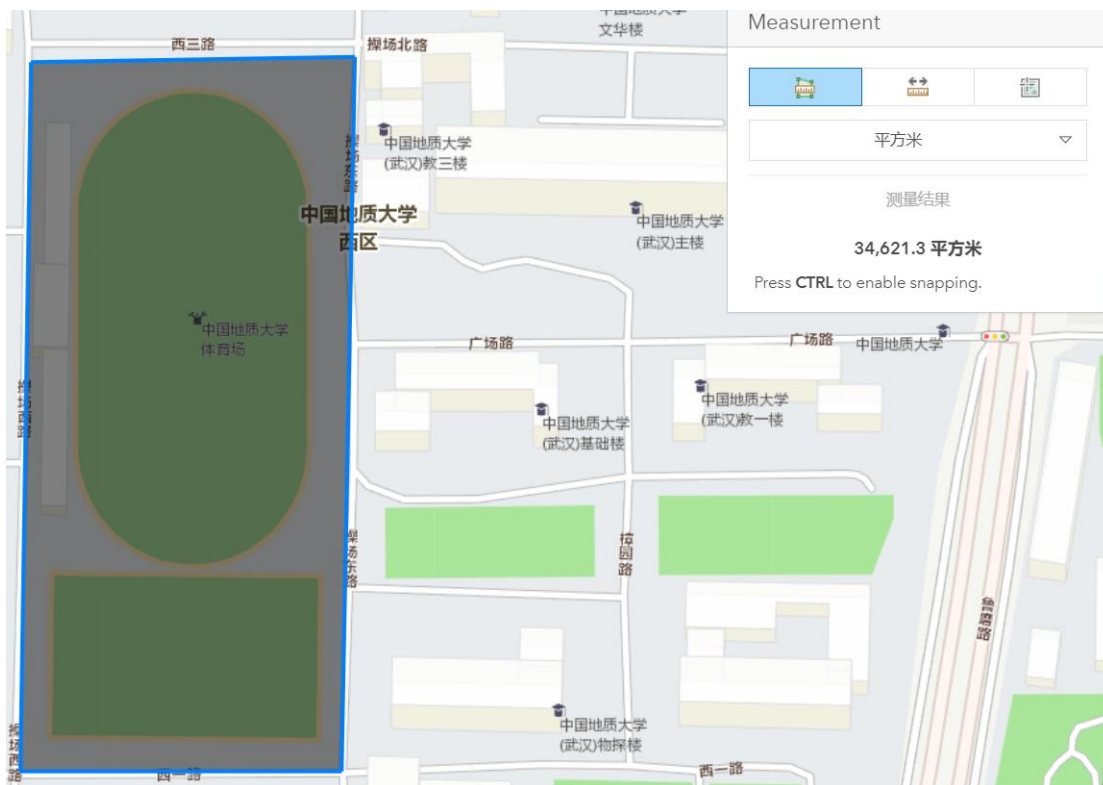 中国地质大学
文华楼
西三路
操场北路
中国地质大学
(武汉)教三楼
操场东路
中国地质大学
西区
中国地质大学
(武汉)主楼
中国地质大学
体育场
广场路
广场路
中国地质大学
操场西路
中国地质大学
(武汉)教一楼
中国地质大学
(武汉)基础楼
操场东路
樟园路
鲁磨路
中国地质大学
(武汉)物探楼
操场西路
西一路
西一路
Measurement
平方米
测量结果
34,621.3 平方米
Press CTRL to enable snapping.